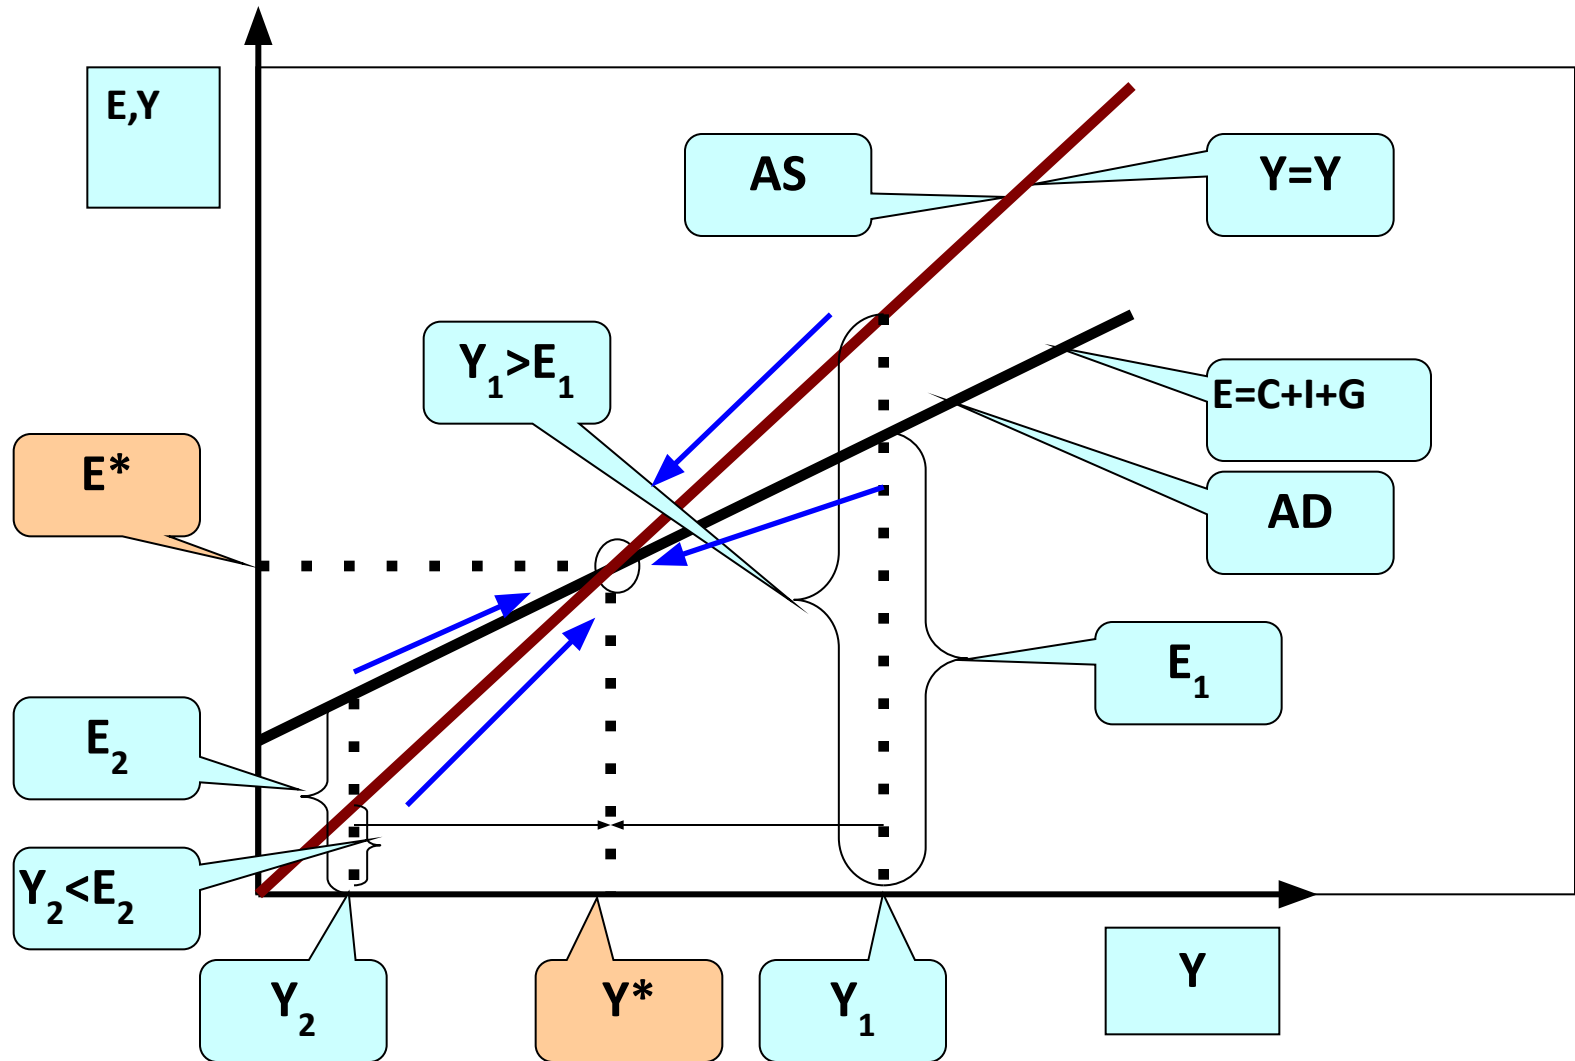 E,Y
AS
Y=Y
Y₁>E₁
E=C+I+G
E*
AD
E₁
E₂
Y₂<E₂
Y₂
Y*
Y₁
Y